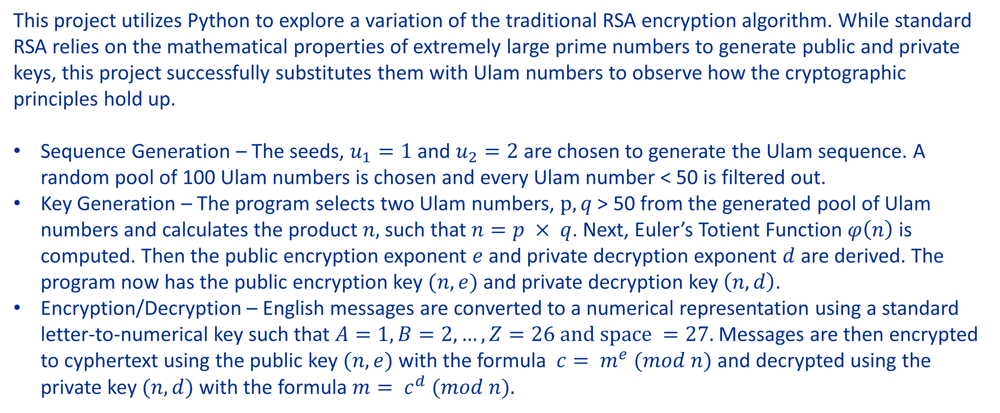 This project utilizes Python to explore a variation of the traditional RSA encryption algorithm. While standard
RSA relies on the mathematical properties of extremely large prime numbers to generate public and private
keys, this project successfully substitutes them with Ulam numbers to observe how the cryptographic
principles hold up.
• Sequence Generation – The seeds, u₁ = 1 and u₂ = 2 are chosen to generate the Ulam sequence. A
random pool of 100 Ulam numbers is chosen and every Ulam number < 50 is filtered out.
• Key Generation – The program selects two Ulam numbers, p, q > 50 from the generated pool of Ulam
numbers and calculates the product n, such that n = p × q. Next, Euler’s Totient Function φ(n) is
computed. Then the public encryption exponent e and private decryption exponent d are derived. The
program now has the public encryption key (n, e) and private decryption key (n, d).
• Encryption/Decryption – English messages are converted to a numerical representation using a standard
letter-to-numerical key such that A = 1, B = 2, … , Z = 26 and space = 27. Messages are then encrypted
to cyphertext using the public key (n, e) with the formula c = mᵉ (mod n) and decrypted using the
private key (n, d) with the formula m = cᵈ (mod n).